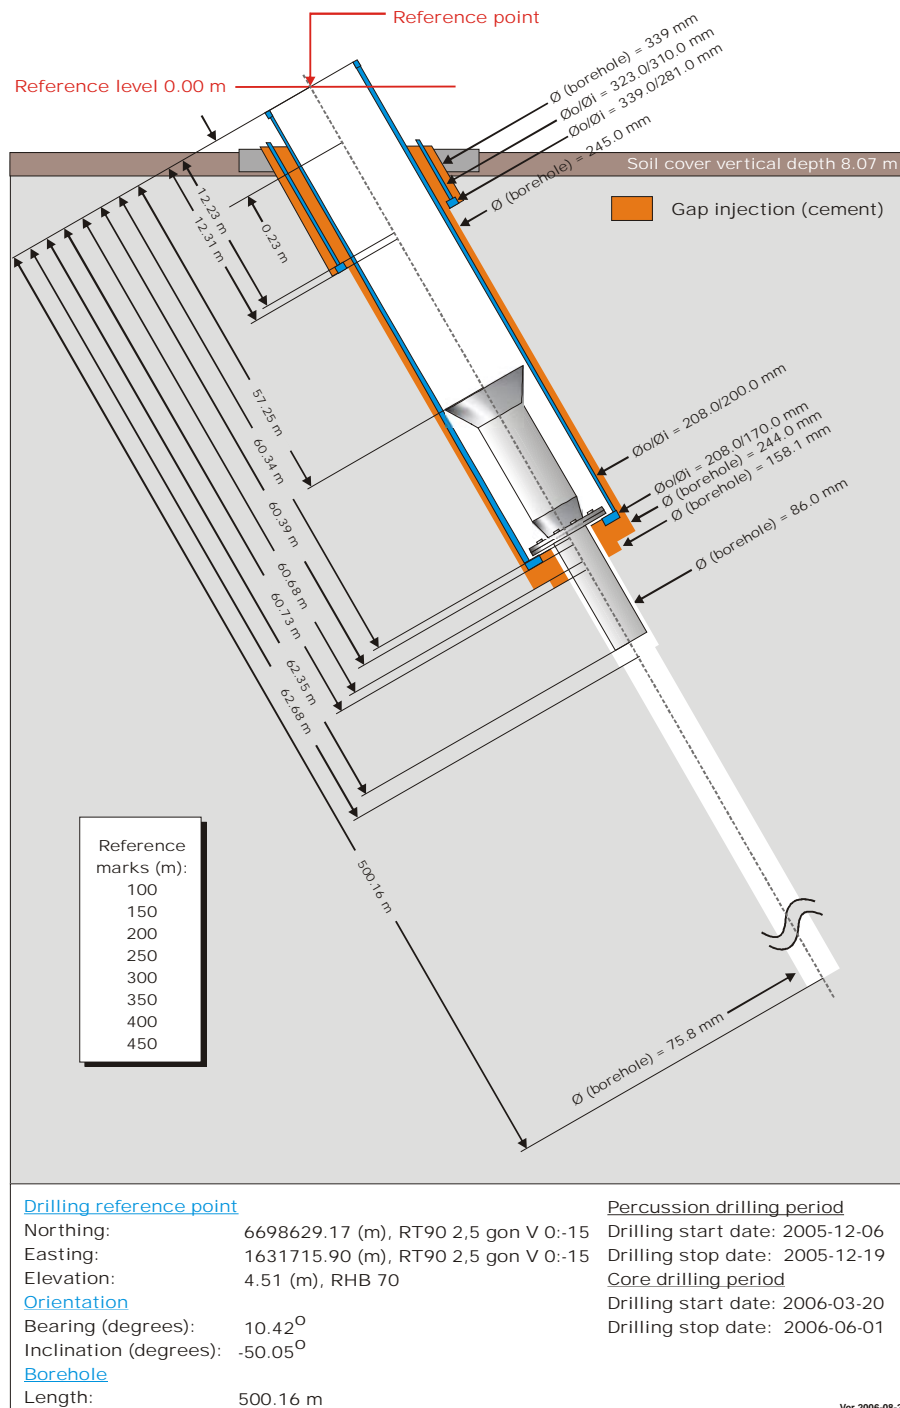 Reference point
Reference level 0.00 m
Ø (borehole) = 339 mm
Øo/Øi = 323.0/310.0 mm
Øo/Øi = 339.0/281.0 mm
Ø (borehole) = 245.0 mm
Soil cover vertical depth 8.07 m
Gap injection (cement)
12.23 m
12.31 m
0.23 m
57.25 m
60.34 m
60.39 m
60.68 m
60.73 m
62.35 m
62.68 m
500.16 m
Øo/Øi = 208.0/200.0 mm
Øo/Øi = 208.0/170.0 mm
Ø (borehole) = 244.0 mm
Ø (borehole) = 158.1 mm
Ø (borehole) = 86.0 mm
Ø (borehole) = 75.8 mm
Reference
marks (m):
100
150
200
250
300
350
400
450
Drilling reference point
Northing: 6698629.17 (m), RT90 2,5 gon V 0:-15
Easting: 1631715.90 (m), RT90 2,5 gon V 0:-15
Elevation: 4.51 (m), RHB 70
Orientation
Bearing (degrees): 10.42°
Inclination (degrees): -50.05°
Borehole
Length: 500.16 m
Percussion drilling period
Drilling start date: 2005-12-06
Drilling stop date: 2005-12-19
Core drilling period
Drilling start date: 2006-03-20
Drilling stop date: 2006-06-01